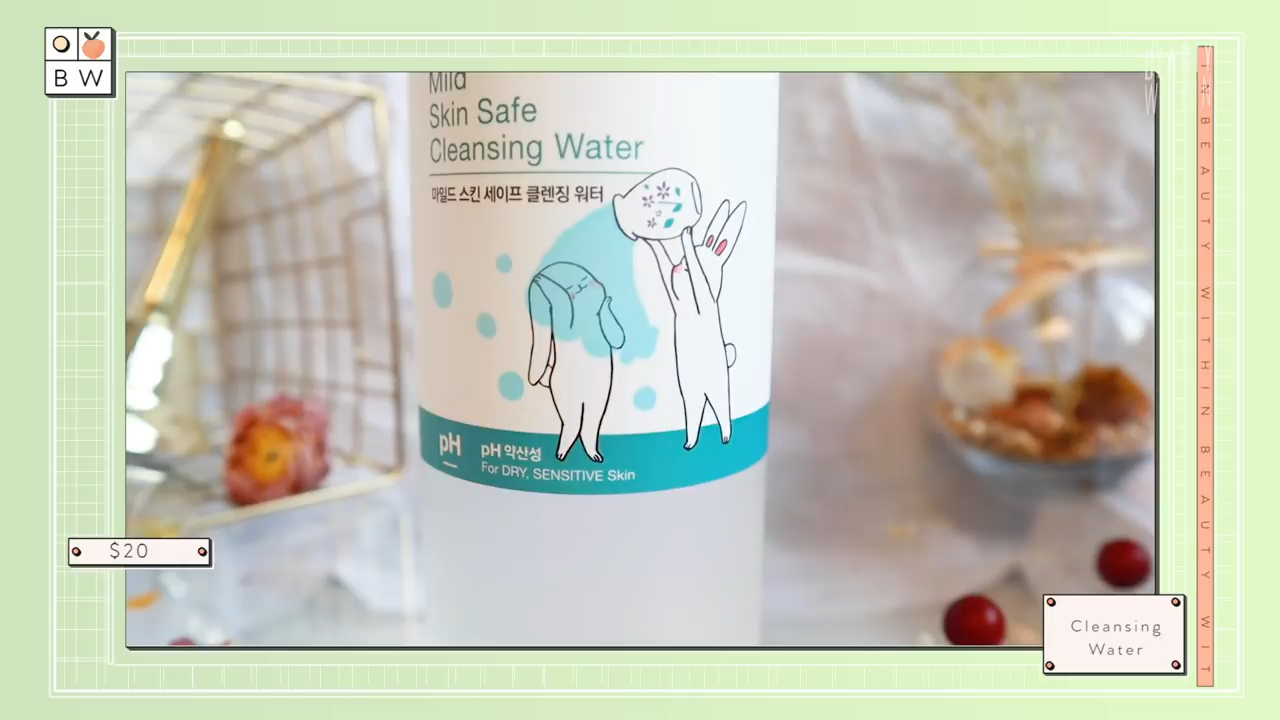 B W
Mild
Skin Safe
Cleansing Water
마일드 스킨 세이프 클렌징 워터
pH
pH 약산성
For DRY, SENSITIVE Skin
$20
Cleansing
Water
IN BEAUTY WITHIN BEAUTY WIT